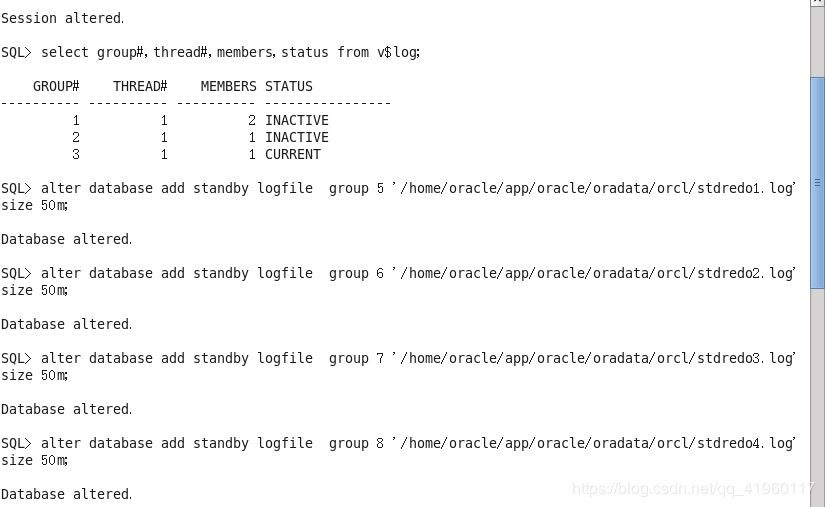 Session altered.
SQL> select group#,thread#,members,status from v$log;
GROUP# THREAD# MEMBERS STATUS
---------- ---------- ---------- ----------------
1 1 2 INACTIVE
2 1 1 INACTIVE
3 1 1 CURRENT
SQL> alter database add standby logfile  group 5 '/home/oracle/app/oracle/oradata/orcl/stdredo1.log'
size 50m;
Database altered.
SQL> alter database add standby logfile  group 6 '/home/oracle/app/oracle/oradata/orcl/stdredo2.log'
size 50m;
Database altered.
SQL> alter database add standby logfile  group 7 '/home/oracle/app/oracle/oradata/orcl/stdredo3.log'
size 50m;
Database altered.
SQL> alter database add standby logfile  group 8 '/home/oracle/app/oracle/oradata/orcl/stdredo4.log'
size 50m;
Database altered.
https://blog.csdn.net/qq_41960117